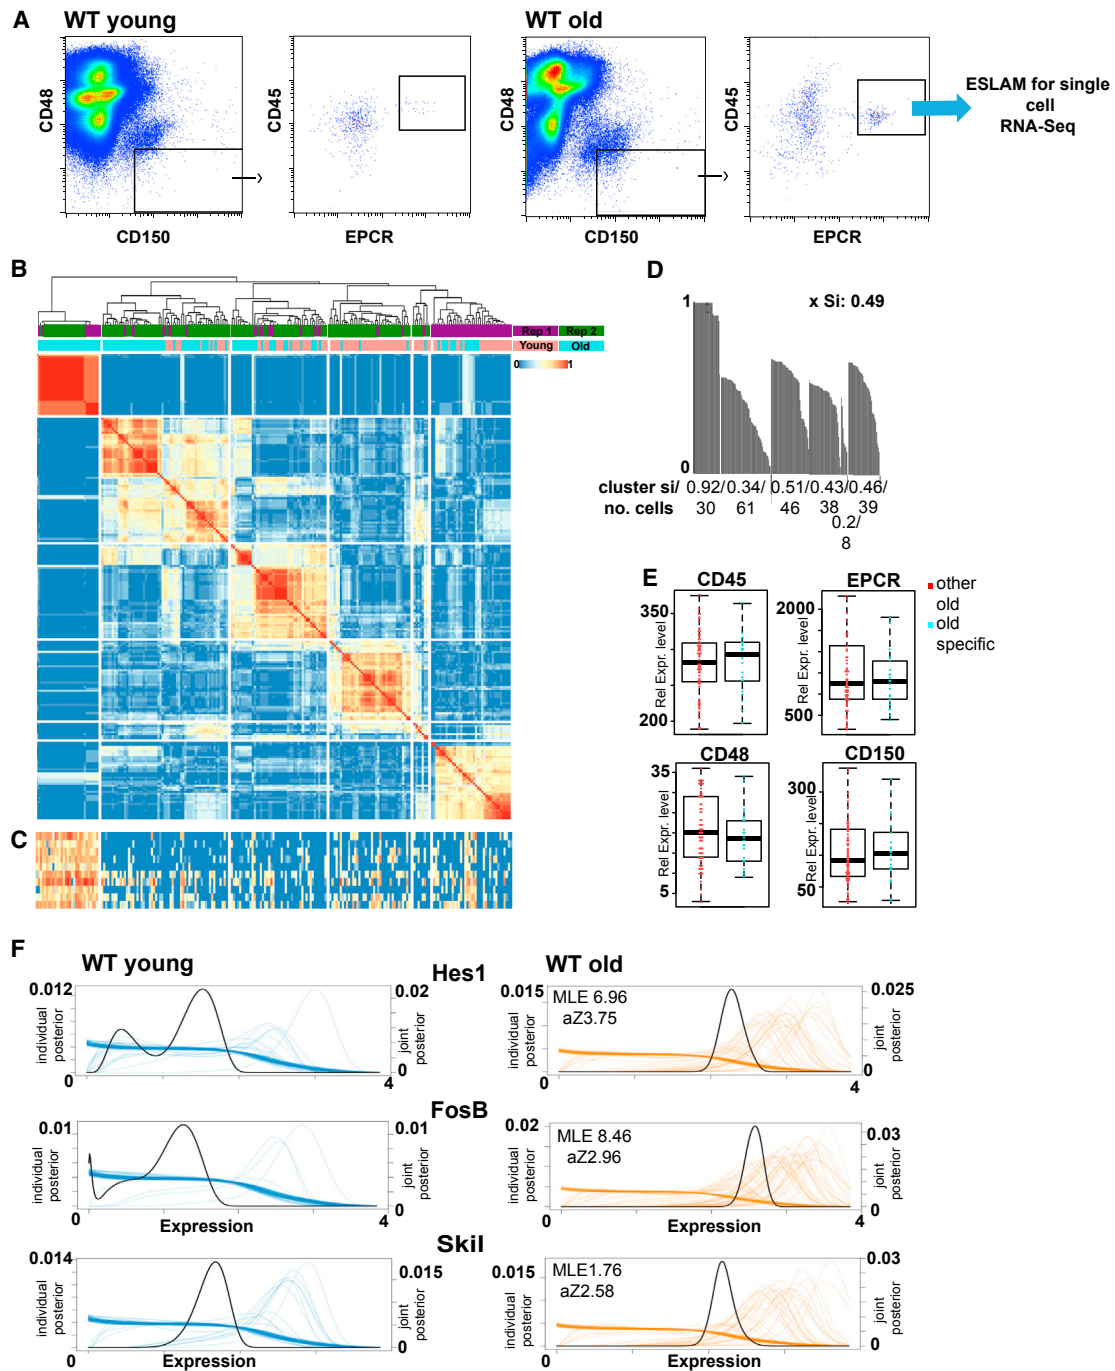 A
WT young
WT old
CD48
CD150
CD45
EPCR
CD48
CD150
CD45
EPCR
ESLAM for single
cell
RNA-Seq
B
Rep 1
Rep 2
Young
Old
0
1
C
D
1
x Si: 0.49
0
cluster si/ 0.92/ 0.34/ 0.51/ 0.43/ 0.46/
no. cells 30 61 46 38 39
0.2/
8
E
CD45
350
200
Rel Expr. level
EPCR
2000
500
Rel Expr. level
other
old
old
specific
CD48
35
5
Rel Expr. level
CD150
300
50
Rel Expr. level
F
WT young
WT old
Hes1
0.012
individual
posterior
0.02
joint
posterior
0
0
4
0.015
MLE 6.96
aZ3.75
individual
posterior
0.025
joint
posterior
0
0
4
FosB
0.01
individual
posterior
0.01
joint
posterior
0
0
Expression
4
0.02
MLE 8.46
aZ2.96
individual
posterior
0.03
joint
posterior
0
0
Expression
4
Skil
0.014
individual
posterior
0.015
joint
posterior
0
0
Expression
4
0.015
MLE1.76
aZ2.58
individual
posterior
0.03
joint
posterior
0
0
Expression
4